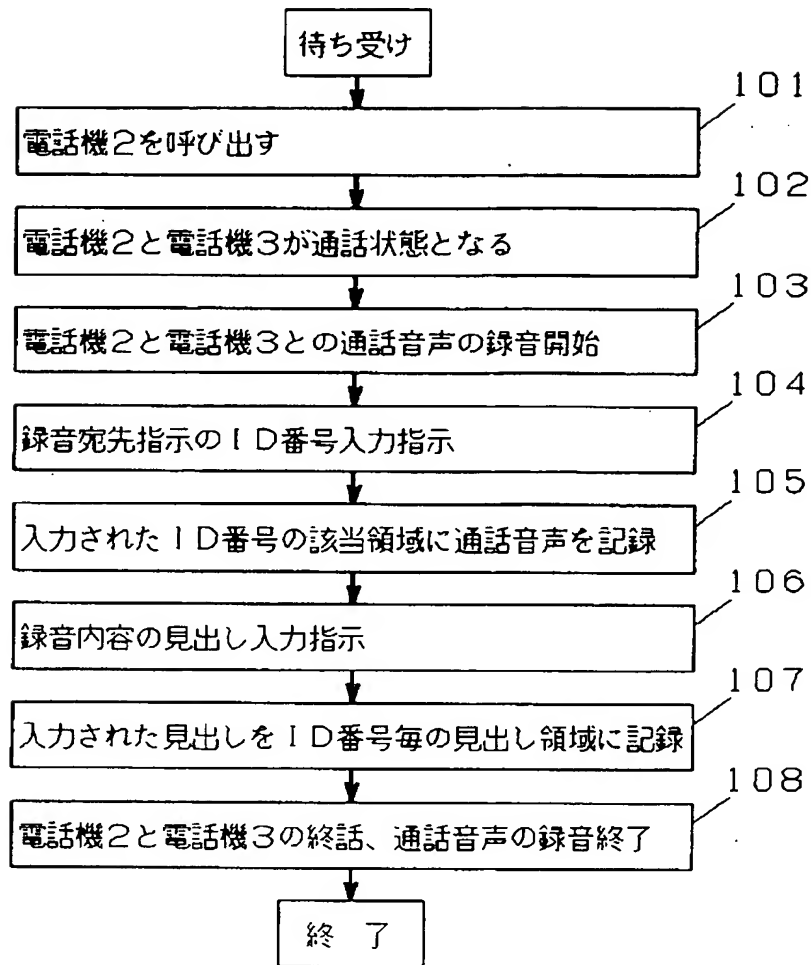 待ち受け
101
電話機2を呼び出す
102
電話機2と電話機3が通話状態となる
103
電話機2と電話機3との通話音声の録音開始
104
録音宛先指示のID番号入力指示
105
入力されたID番号の該当領域に通話音声を記録
106
録音内容の見出し入力指示
107
入力された見出しをID番号毎の見出し領域に記録
108
電話機2と電話機3の終話、通話音声の録音終了
終 了